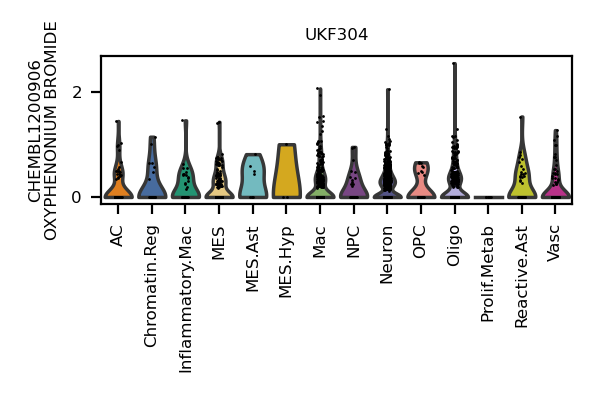 UKF304
CHEMBL1200906
OXYPHENONIUM BROMIDE
2
0
AC
Chromatin.Reg
Inflammatory.Mac
MES
MES.Ast
MES.Hyp
Mac
NPC
Neuron
OPC
Oligo
Prolif.Metab
Reactive.Ast
Vasc